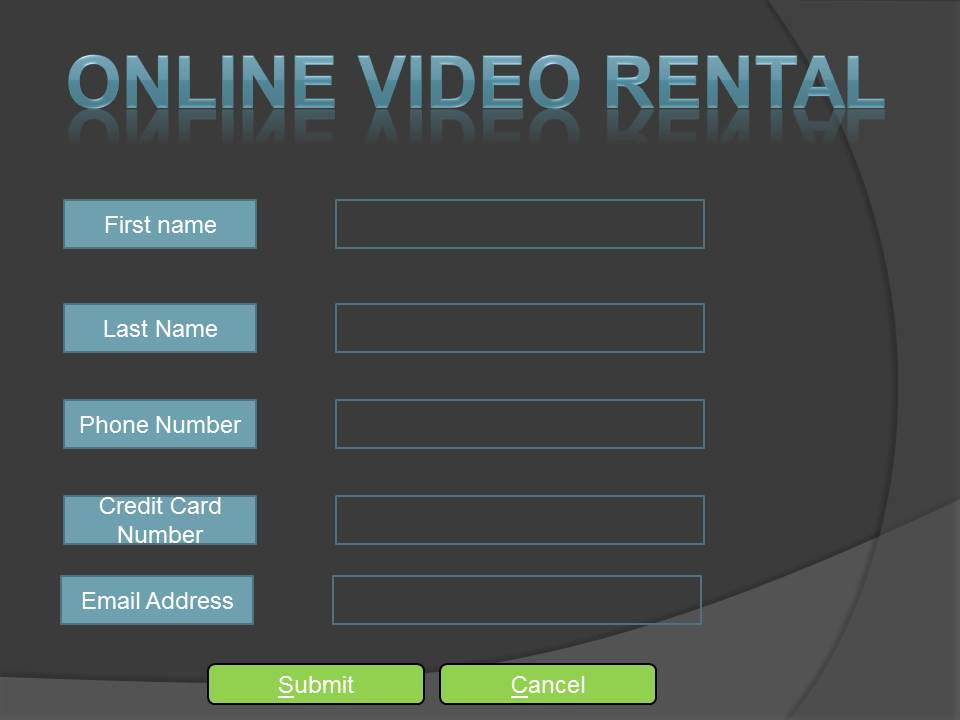 ONLINE VIDEO RENTAL
First name
Last Name
Phone Number
Credit Card
Number
Email Address
Submit
Cancel